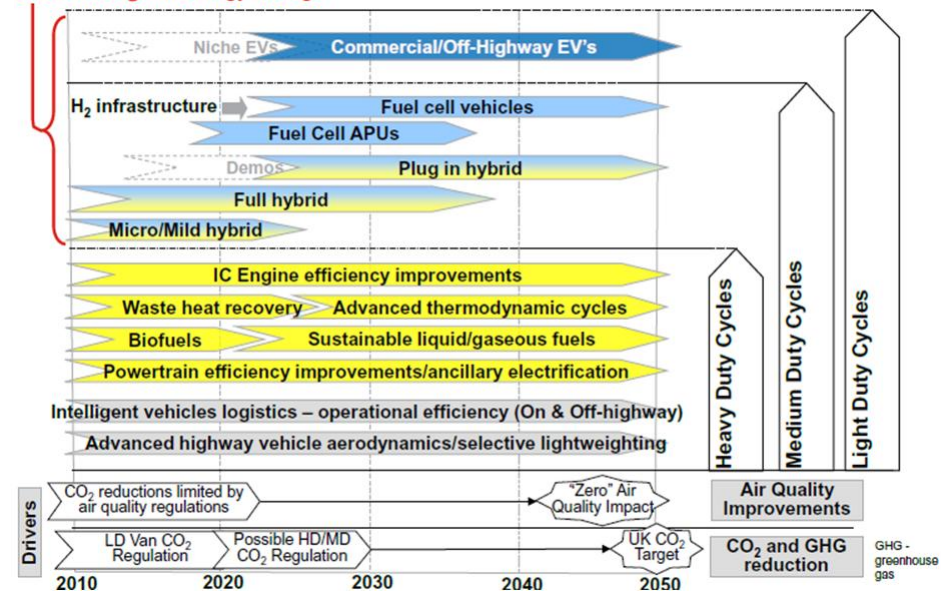 Niche EVs
Commercial/Off-Highway EV's
H2 infrastructure
Fuel cell vehicles
Fuel Cell APUs
Demos
Plug in hybrid
Full hybrid
Micro/Mild hybrid
IC Engine efficiency improvements
Waste heat recovery
Advanced thermodynamic cycles
Biofuels
Sustainable liquid/gaseous fuels
Powertrain efficiency improvements/ancillary electrification
Intelligent vehicles logistics – operational efficiency (On & Off-highway)
Advanced highway vehicle aerodynamics/selective lightweighting
Heavy Duty Cycles
Medium Duty Cycles
Light Duty Cycles
Drivers
CO2 reductions limited by
air quality regulations
"Zero" Air
Quality Impact
Air Quality
Improvements
LD Van CO2
Regulation
Possible HD/MD
CO2 Regulation
UK CO2
Target
CO2 and GHG
reduction
GHG -
greenhouse
gas
2010
2020
2030
2040
2050